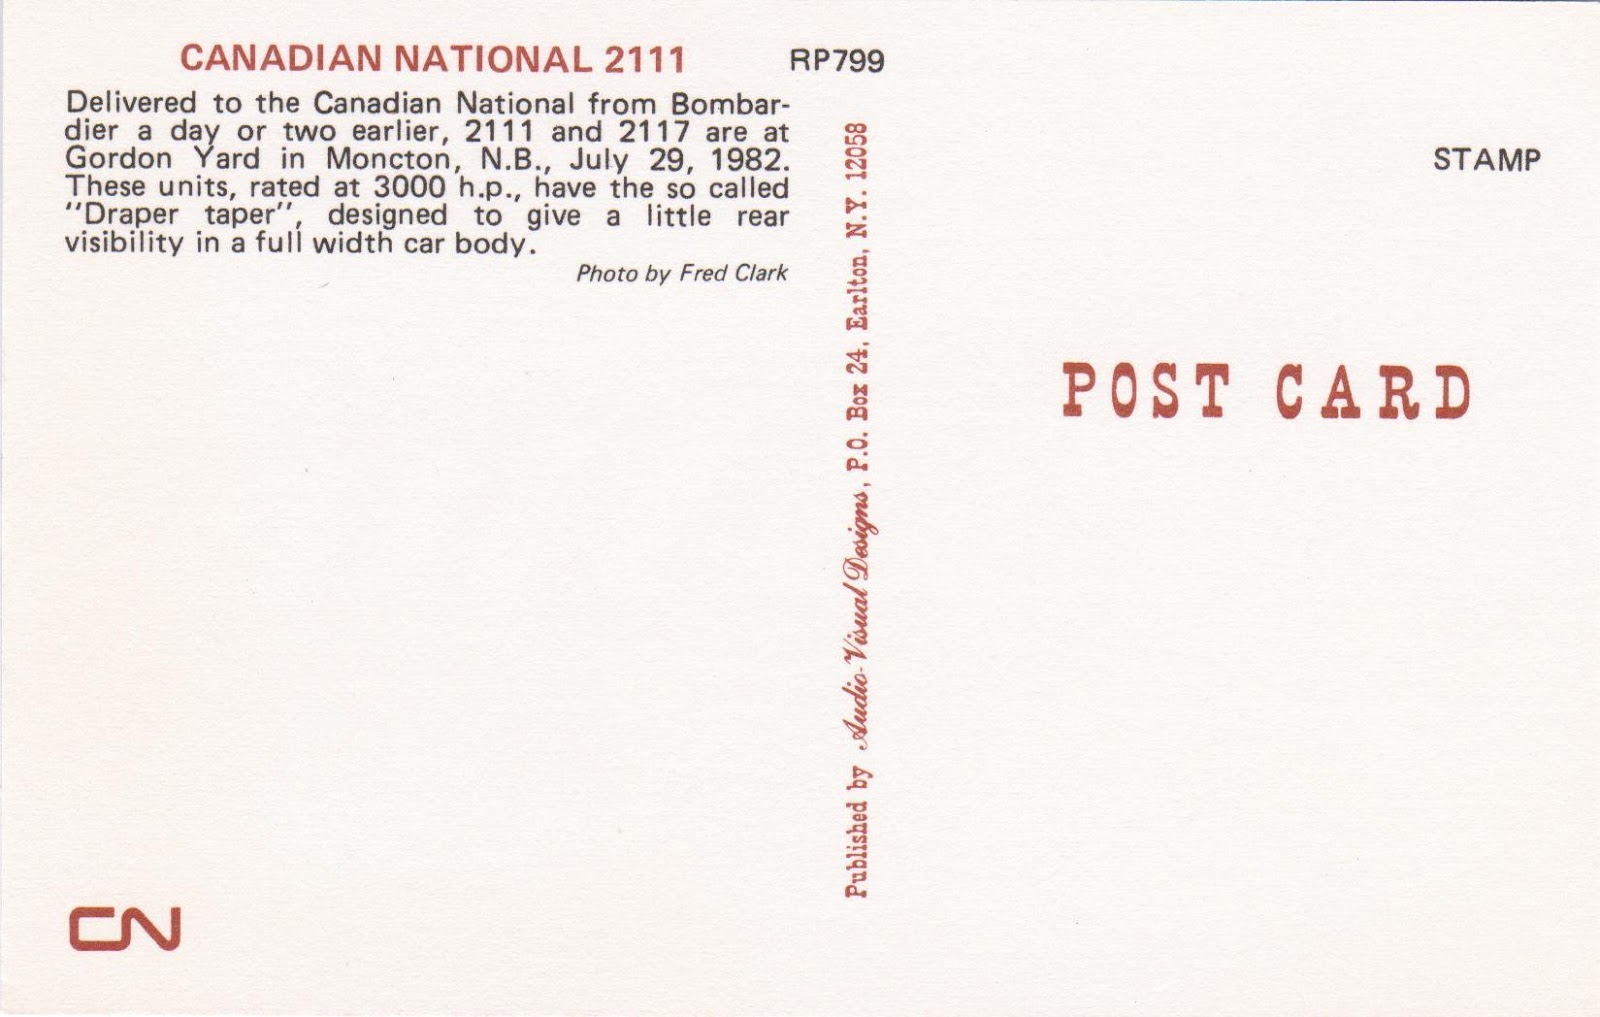 CANADIAN NATIONAL 2111
RP799
Delivered to the Canadian National from Bombar-
dier a day or two earlier, 2111 and 2117 are at
Gordon Yard in Moncton, N.B., July 29, 1982.
These units, rated at 3000 h.p., have the so called
"Draper taper", designed to give a little rear
visibility in a full width car body.
Photo by Fred Clark
CN
Published by Audio-Visual Designs, P.O. Box 24, Earlton, N.Y. 12058
STAMP
POST CARD